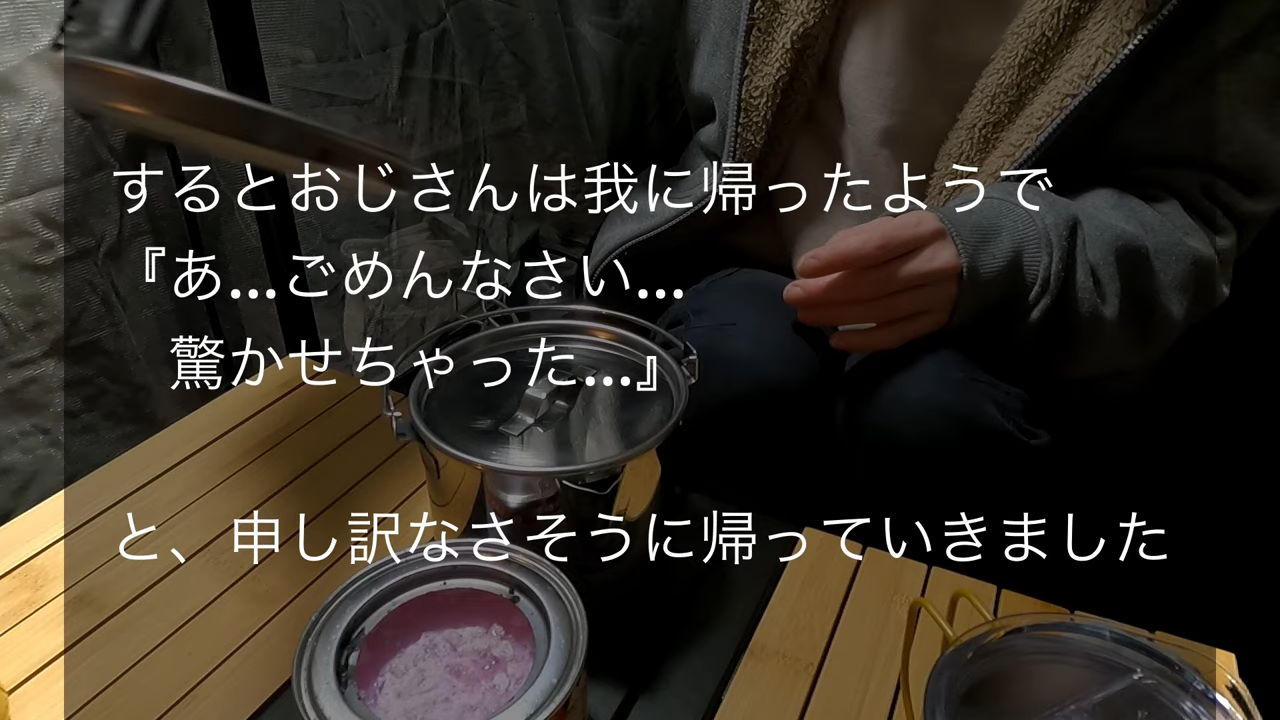 するとおじさんは我に帰ったようで
『あ...ごめんなさい...
驚かせちゃった...』
と、申し訳なさそうに帰っていきました